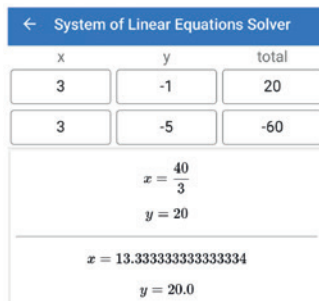 ← System of Linear Equations Solver
x y total
3 -1 20
3 -5 -60
x = 40/3
y = 20
x = 13.333333333333334
y = 20.0